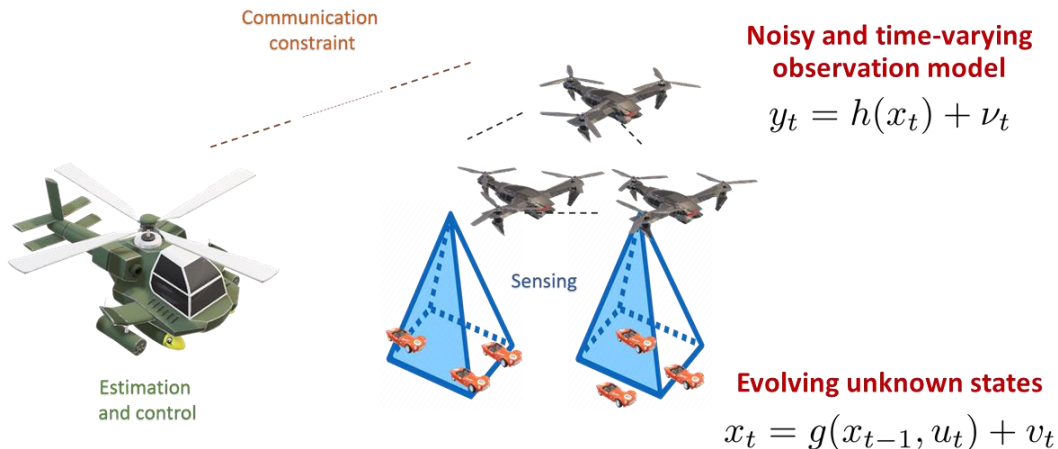 Communication
constraint
Noisy and time-varying
observation model
y_t = h(x_t) + ν_t
Sensing
Estimation
and control
Evolving unknown states
x_t = g(x_{t−1}, u_t) + v_t